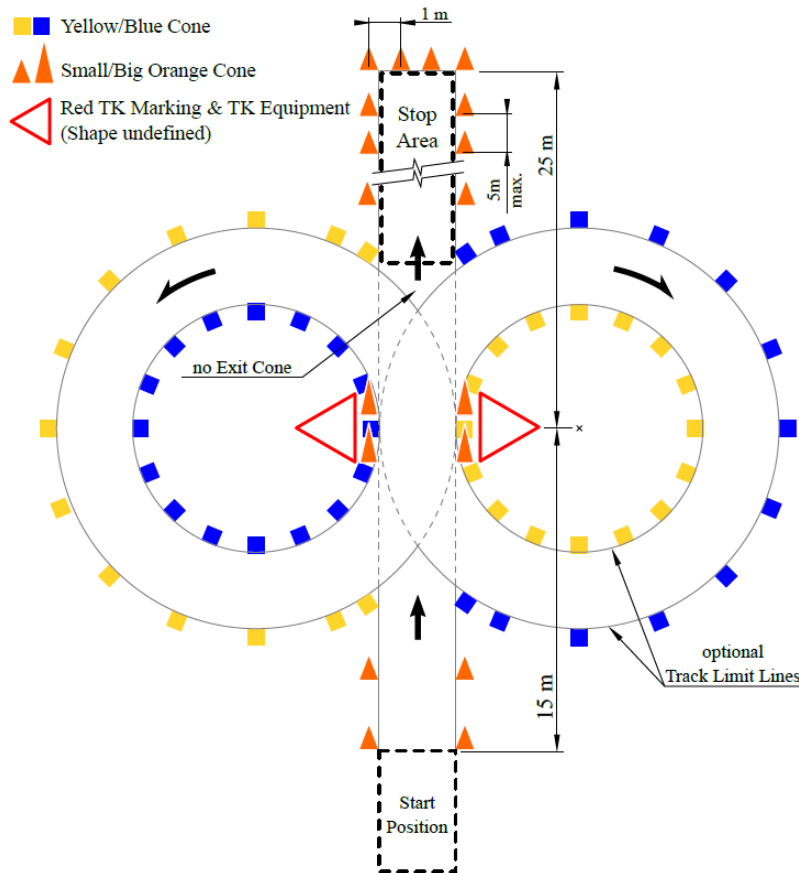 Yellow/Blue Cone
Small/Big Orange Cone
Red TK Marking & TK Equipment
(Shape undefined)
1 m
Stop
Area
5m
max.
25 m
no Exit Cone
15 m
optional
Track Limit Lines
Start
Position